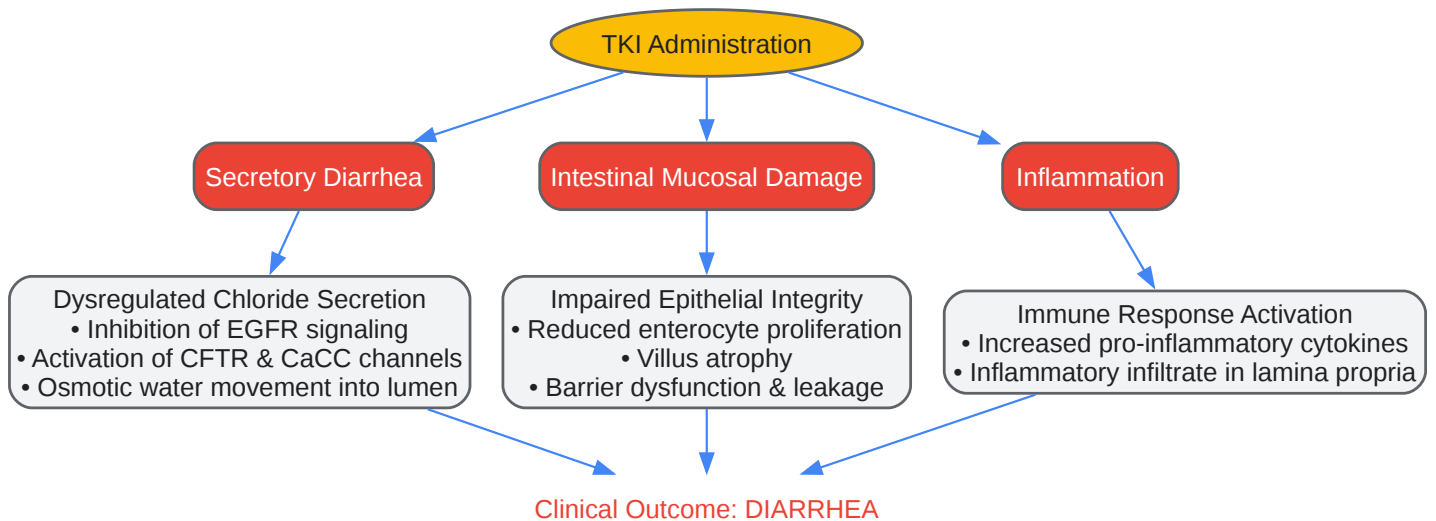 TKI Administration
Secretory Diarrhea
Intestinal Mucosal Damage
Inflammation
Dysregulated Chloride Secretion
• Inhibition of EGFR signaling
• Activation of CFTR & CaCC channels
• Osmotic water movement into lumen
Impaired Epithelial Integrity
• Reduced enterocyte proliferation
• Villus atrophy
• Barrier dysfunction & leakage
Immune Response Activation
• Increased pro-inflammatory cytokines
• Inflammatory infiltrate in lamina propria
Clinical Outcome: DIARRHEA